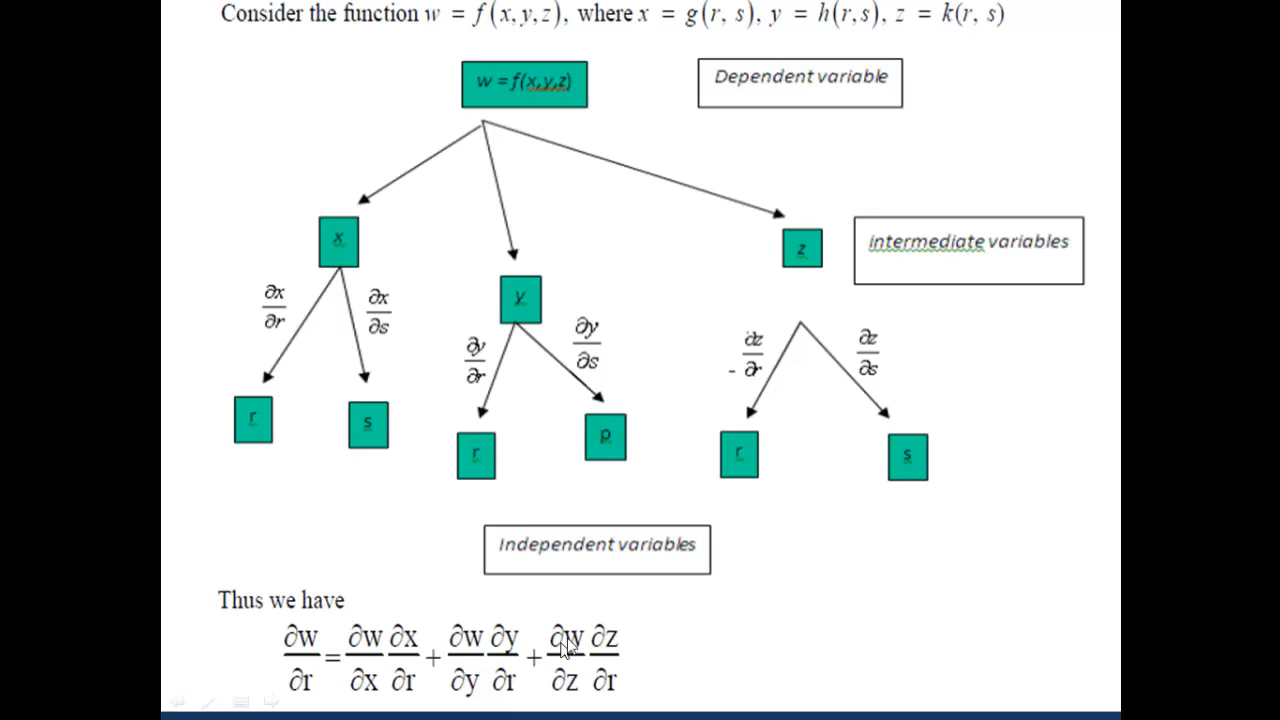 Consider the function w = f(x,y,z), where x = g(r, s), y = h(r,s), z = k(r, s)
w = f(x,y,z)
Dependent variable
x
y
z
intermediate variables
∂x/∂r
∂x/∂s
∂y/∂r
∂y/∂s
- ∂z/∂r
∂z/∂s
r
s
r
p
r
s
Independent variables
Thus we have
∂w/∂r = ∂w/∂x ∂x/∂r + ∂w/∂y ∂y/∂r + ∂w/∂z ∂z/∂r